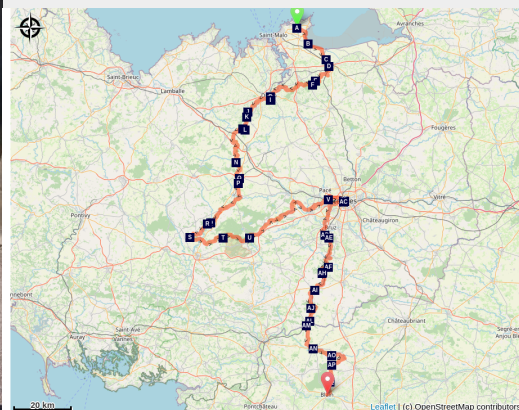 A
Saint-Malo
Avranches
B
C
D
Saint-Brieuc
F
Lamballe
I
J
K
L
Fougères
N
Betton
P
Pacé
Vitré
V
AC
Pontivy
Châteaugiron
R
S
T
U
AE
AF
AH
AI
Saint-Avé
AJ
Châteaubriant
Auray
Vannes
AM
AN
AO
AP
Pontchâteau
20 km
Leaflet | (c) OpenStreetMap contributors